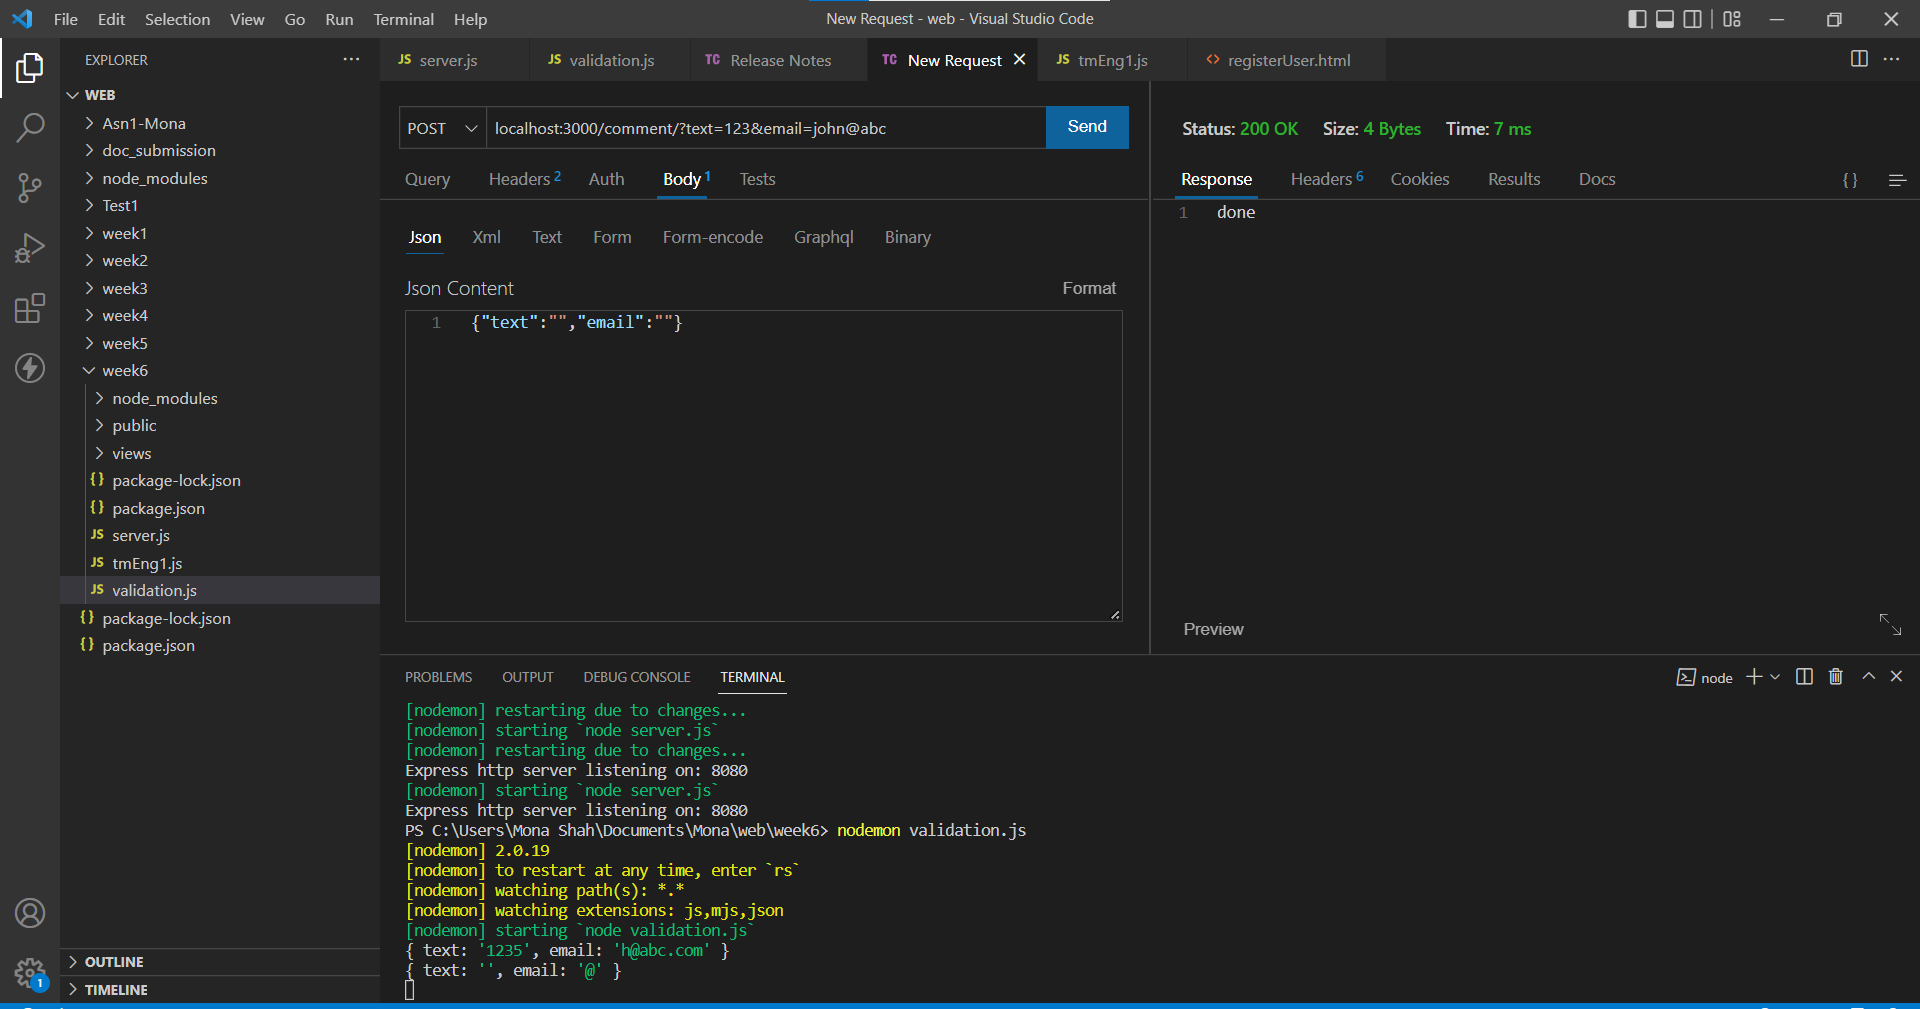 File Edit Selection View Go Run Terminal Help
New Request - web - Visual Studio Code
EXPLORER
WEB
Asn1-Mona
doc_submission
node_modules
Test1
week1
week2
week3
week4
week5
week6
node_modules
public
views
{} package-lock.json
{} package.json
JS server.js
JS tmEng1.js
JS validation.js
{} package-lock.json
{} package.json
OUTLINE
TIMELINE
1
JS server.js
JS validation.js
TC Release Notes
TC New Request
JS tmEng1.js
<> registerUser.html
POST localhost:3000/comment/?text=123&email=john@abc Send
Query Headers 2 Auth Body 1 Tests
Json Xml Text Form Form-encode Graphql Binary
Json Content Format
1 {"text":"","email":""}
Status: 200 OK Size: 4 Bytes Time: 7 ms
Response Headers 6 Cookies Results Docs {}
1 done
Preview
PROBLEMS OUTPUT DEBUG CONSOLE TERMINAL
node
[nodemon] restarting due to changes...
[nodemon] starting `node server.js`
[nodemon] restarting due to changes...
Express http server listening on: 8080
[nodemon] starting `node server.js`
Express http server listening on: 8080
PS C:\Users\Mona Shah\Documents\Mona\web\week6> nodemon validation.js
[nodemon] 2.0.19
[nodemon] to restart at any time, enter `rs`
[nodemon] watching path(s): *.*
[nodemon] watching extensions: js,mjs,json
[nodemon] starting `node validation.js`
{ text: '1235', email: 'h@abc.com' }
{ text: '', email: '@' }